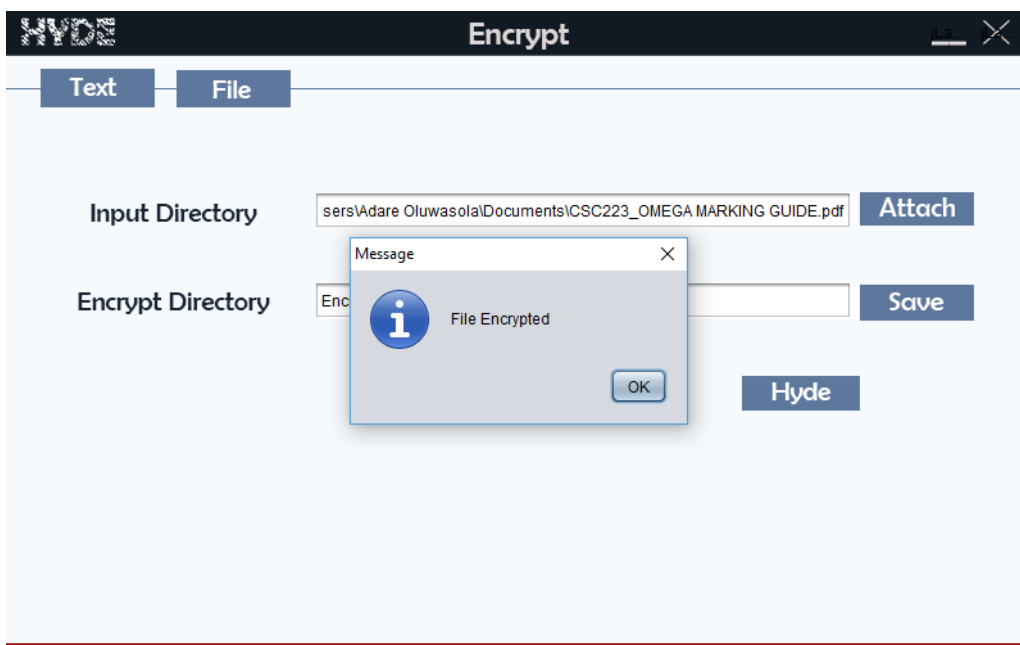 HYDE
Encrypt
Text
File
Input Directory
sers\Adare Oluwasola\Documents\CSC223_OMEGA MARKING GUIDE.pdf
Attach
Message
Encrypt Directory
Enc
File Encrypted
Save
OK
Hyde